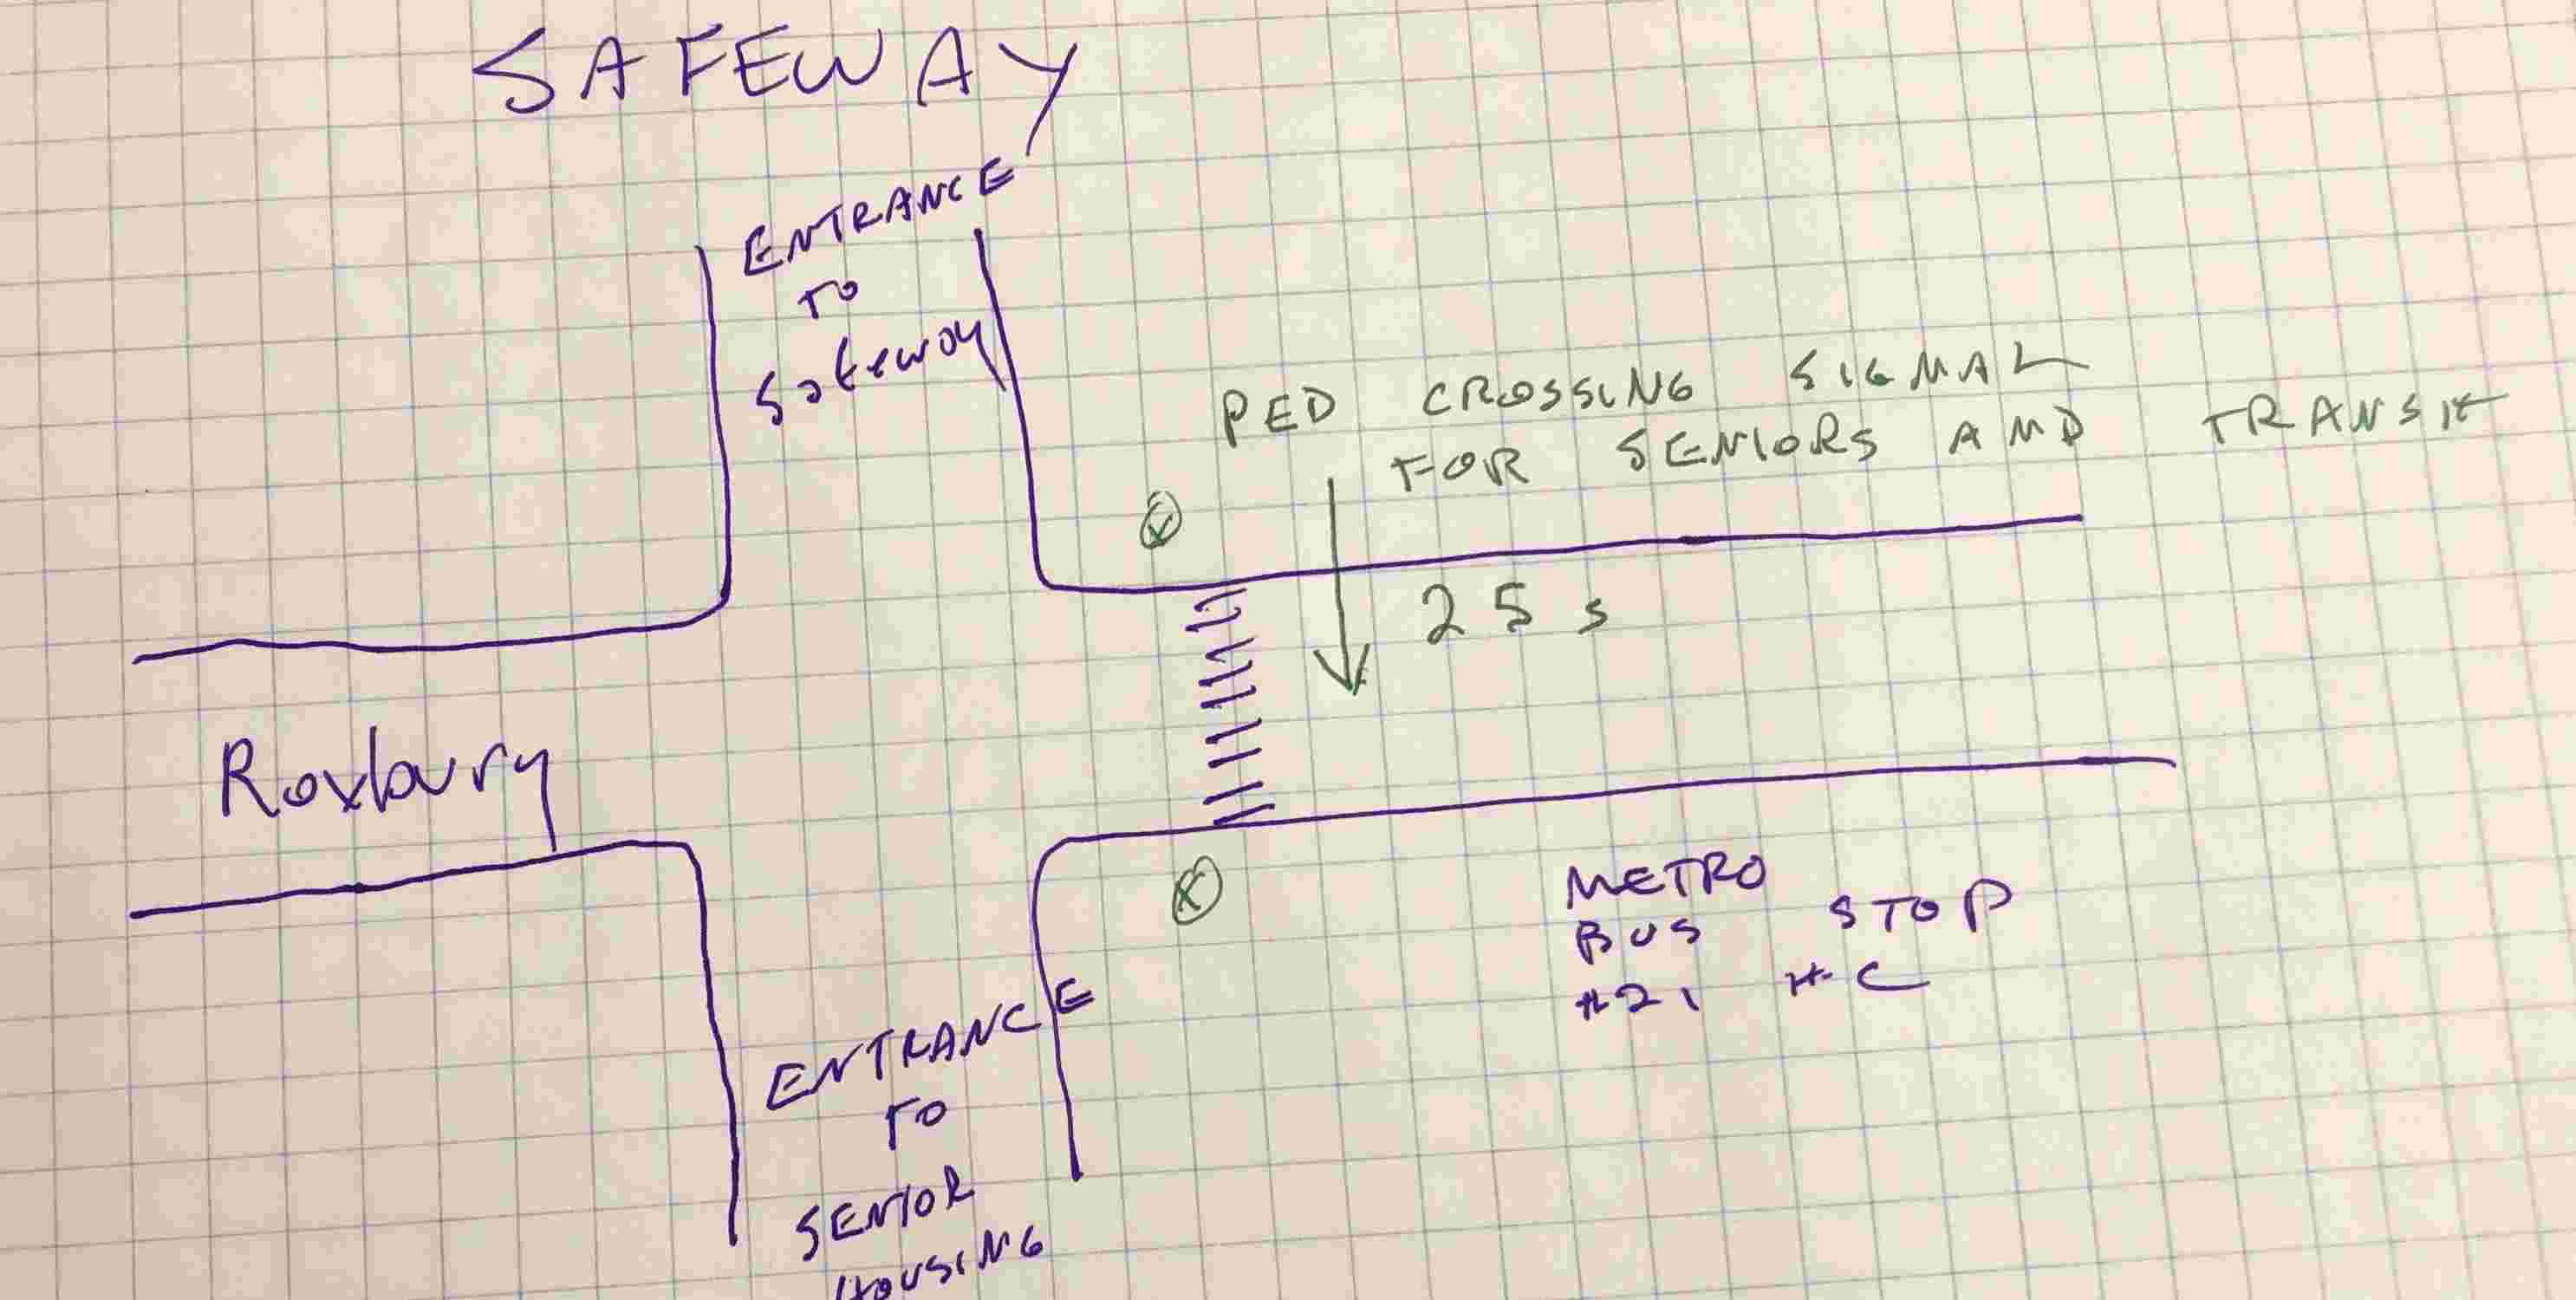 SAFEWAY
ENTRANCE
TO
Safeway
PED CROSSING SIGNAL
FOR SENIORS AND TRANSit
25 s
Roxbury
METRO
BUS STOP
#21 #C
ENTRANCE
TO
SENIOR
HOUSING